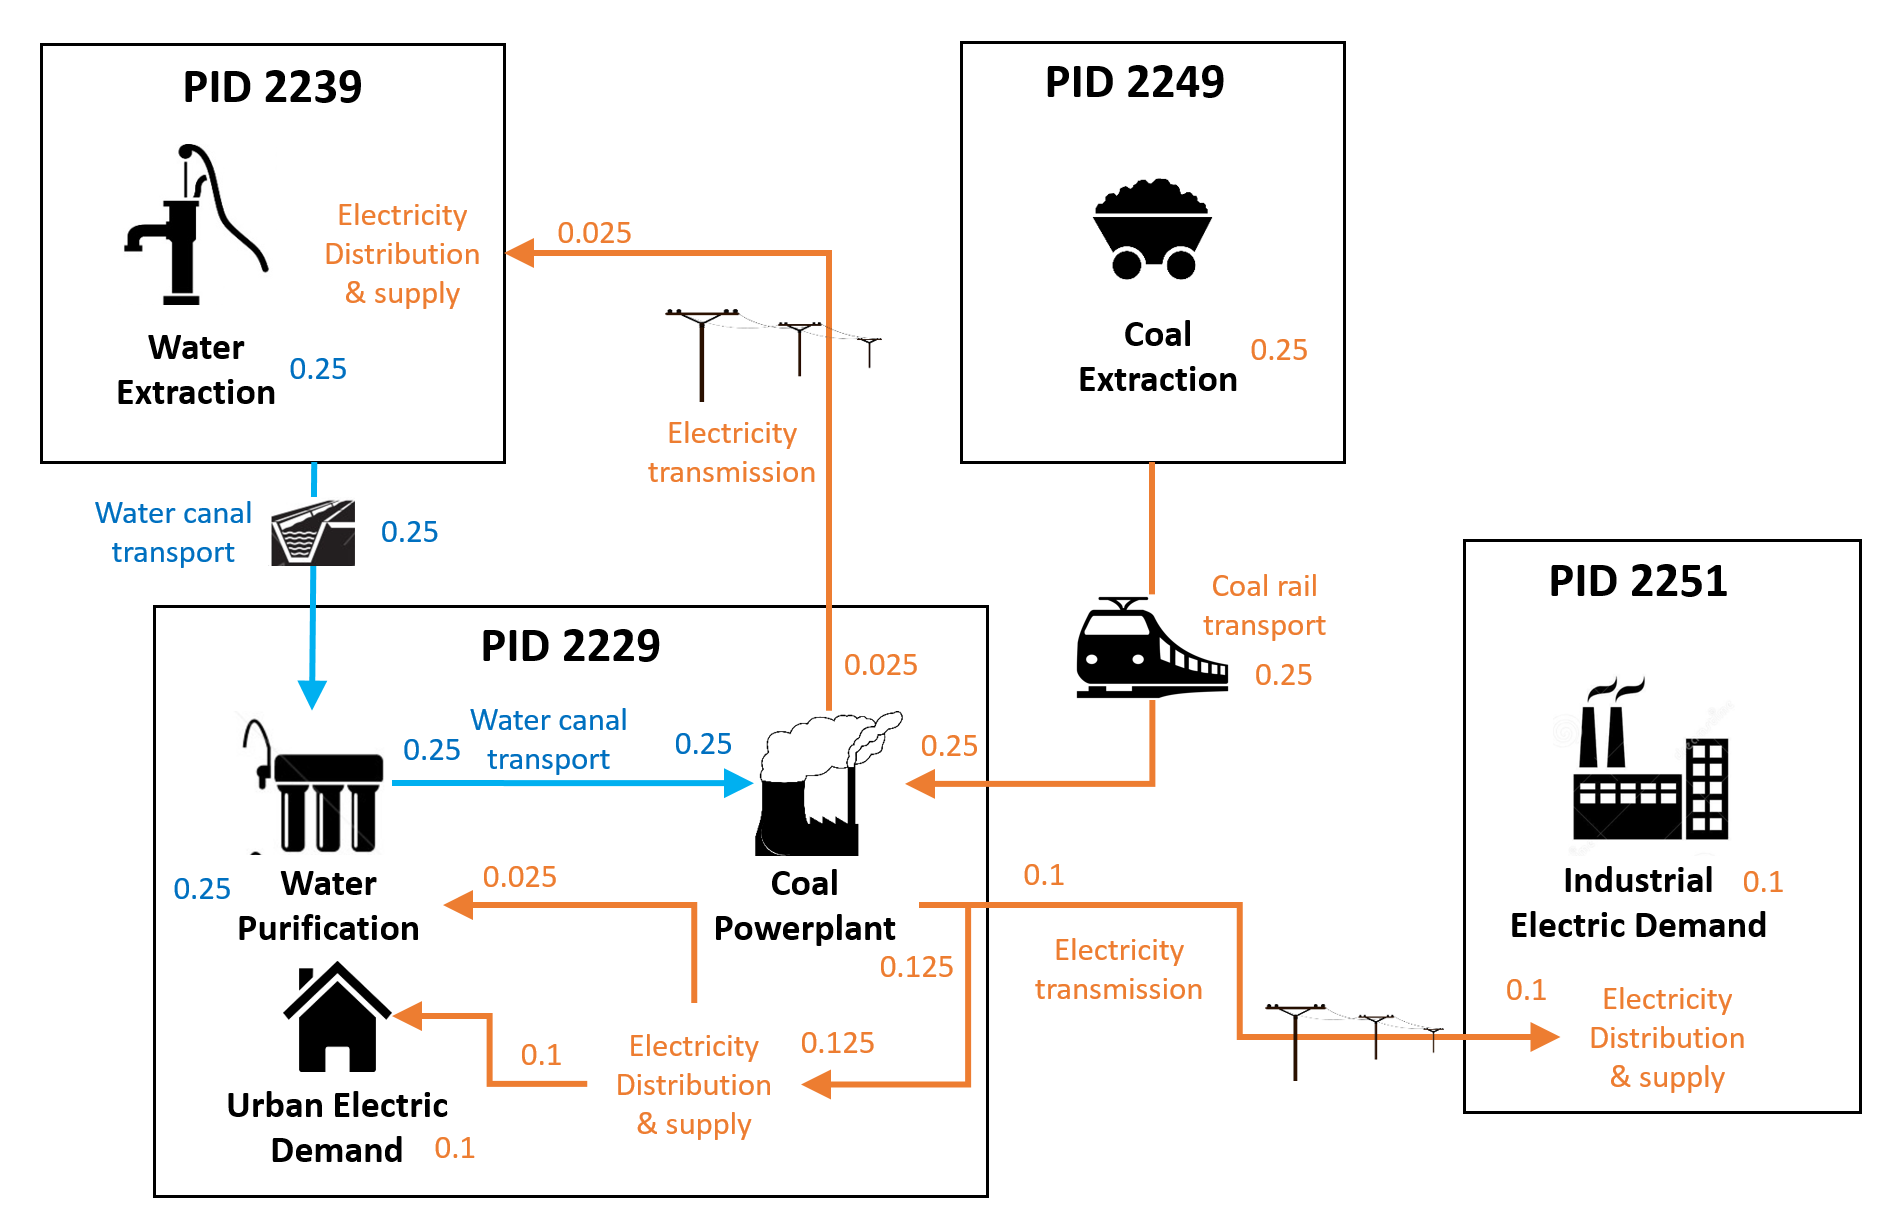 PID 2239
Water
Extraction
0.25
Electricity
Distribution
& supply
0.025
Electricity
transmission
PID 2249
Coal
Extraction
0.25
Water canal
transport
0.25
Coal rail
transport
0.25
PID 2229
0.025
0.25
Water canal
transport
0.25
0.25
0.25
Water
Purification
0.025
Coal
Powerplant
0.125
0.1
Electricity
transmission
Urban Electric
Demand
0.1
0.1
Electricity
Distribution
& supply
0.125
PID 2251
Industrial
Electric Demand
0.1
0.1
Electricity
Distribution
& supply